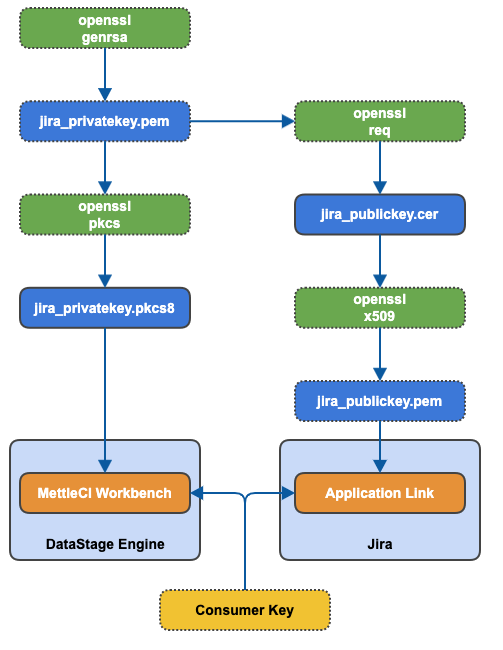 openssl
genrsa
jira_privatekey.pem
openssl
req
openssl
pkcs
jira_publickey.cer
jira_privatekey.pkcs8
openssl
x509
jira_publickey.pem
MettleCI Workbench
Application Link
DataStage Engine
Jira
Consumer Key